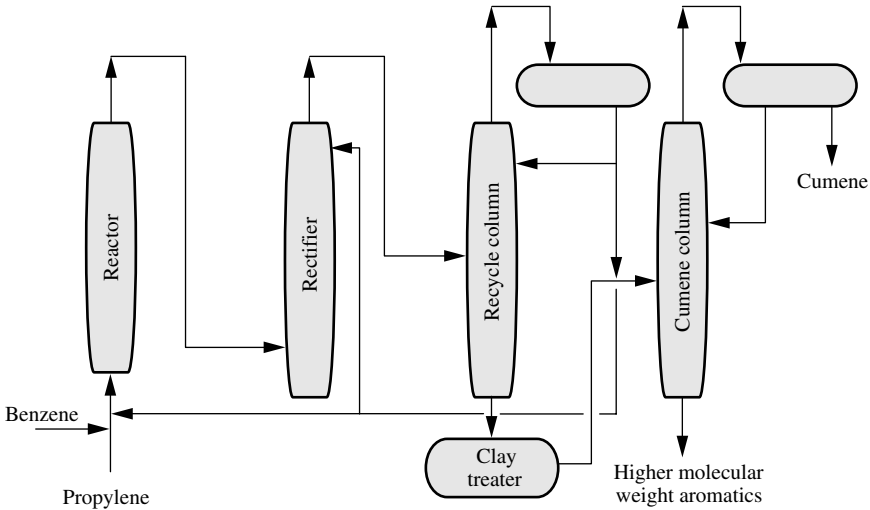 Reactor
Rectifier
Recycle column
Cumene column
Cumene
Benzene
Propylene
Clay
treater
Higher molecular
weight aromatics